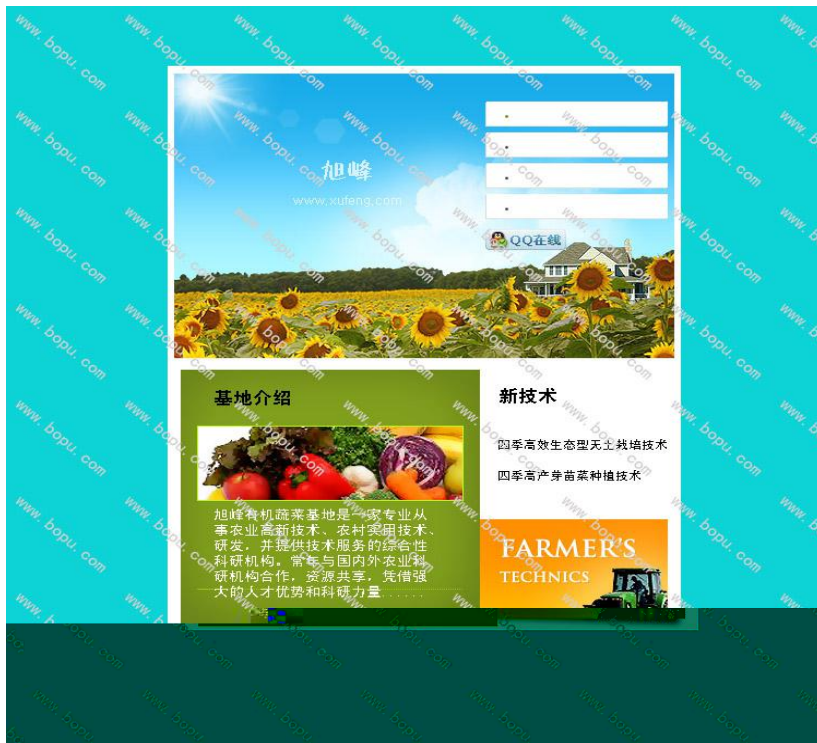 旭峰
www.xufeng.com
QQ在线
基地介绍
旭峰有机蔬菜基地是一家专业从
事农业高新技术、农村实用技术、
研发，并提供技术服务的综合性
科研机构。常年与国内外农业科
研机构合作，资源共享，凭借强
大的人才优势和科研力量......
新技术
四季高效生态型无土栽培技术
四季高产芽苗菜种植技术
FARMER'S
TECHNICS
www.bopu.com